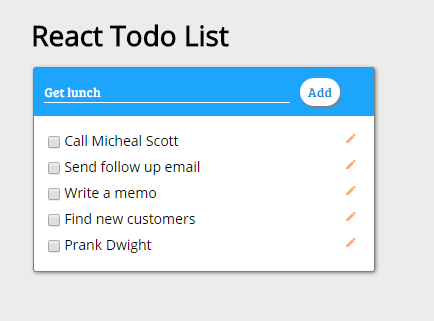 React Todo List
Get lunch
Add
Call Micheal Scott
Send follow up email
Write a memo
Find new customers
Prank Dwight